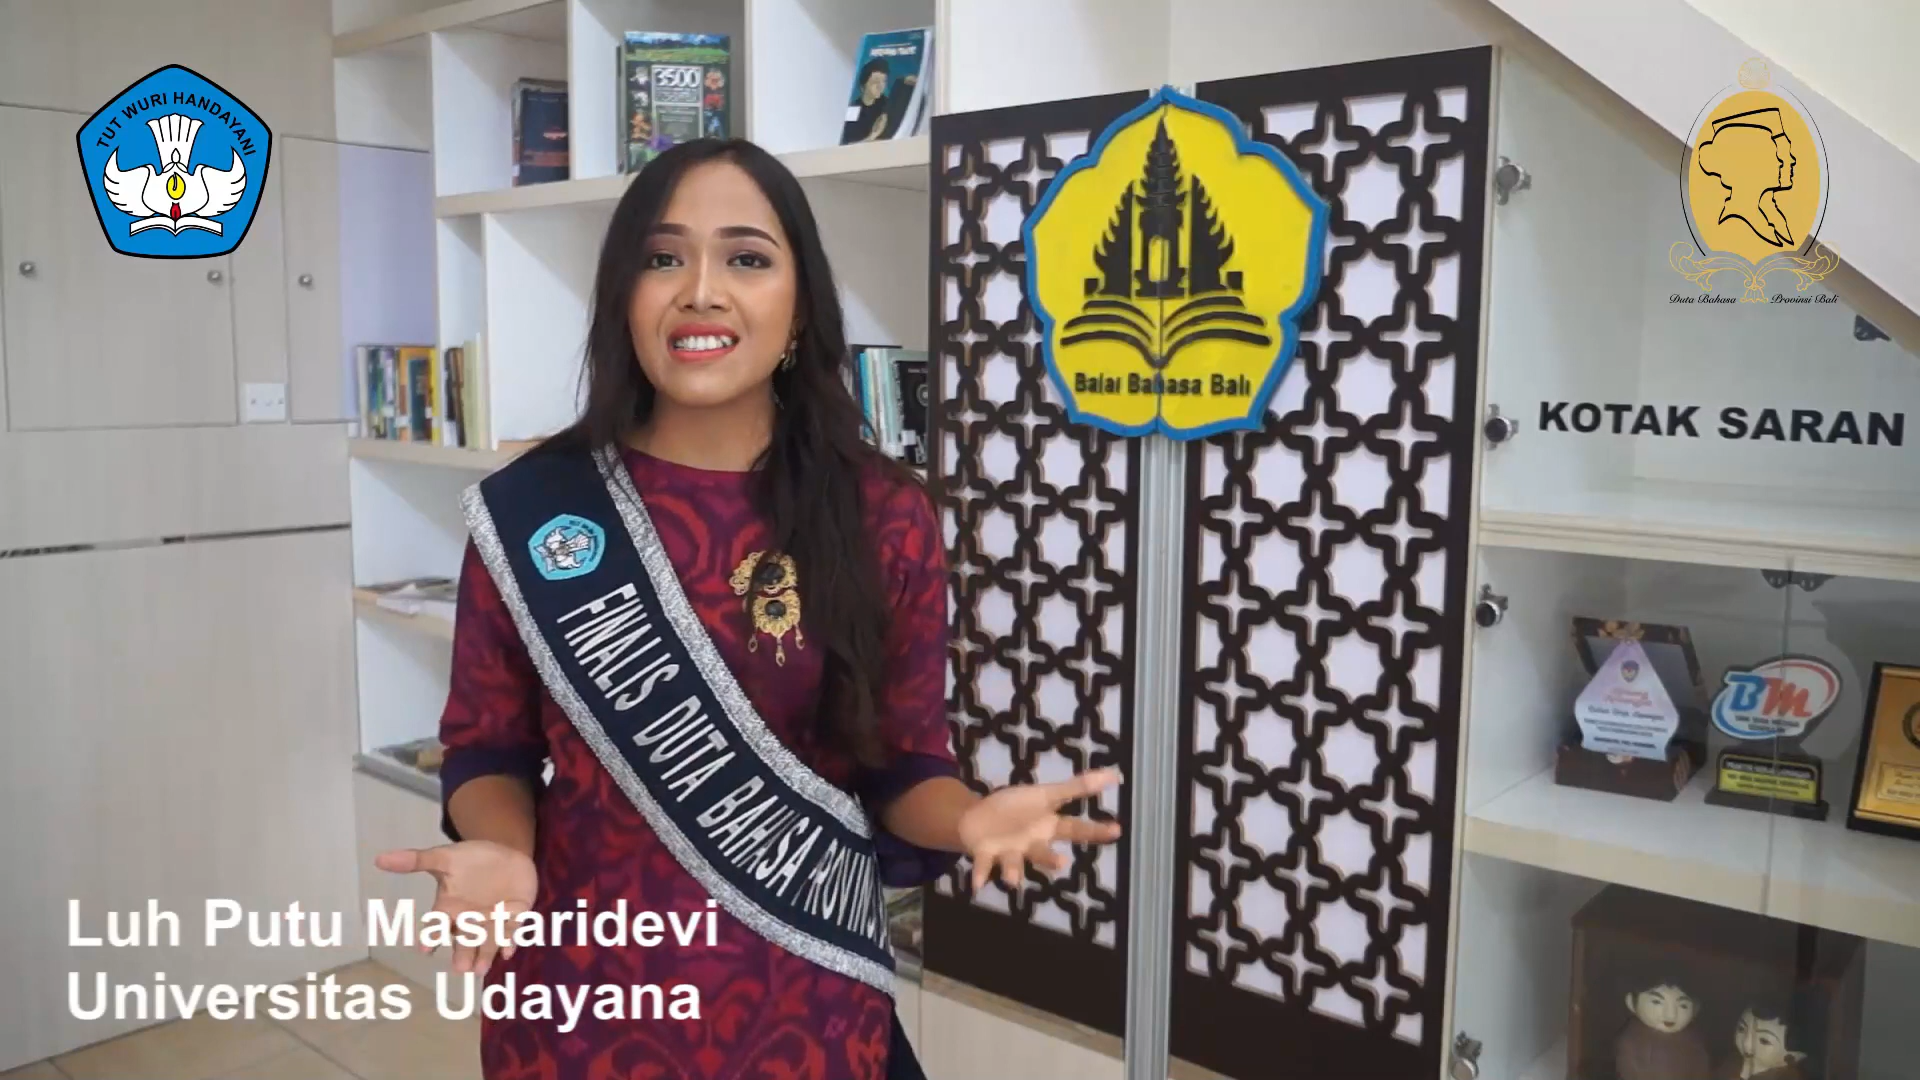 TUT WURI HANDAYANI
3500
Balai Bahasa Bali
Duta Bahasa Provinsi Bali
KOTAK SARAN
FINALIS DUTA BAHASA PROVINSI
BM
Luh Putu Mastaridevi
Universitas Udayana